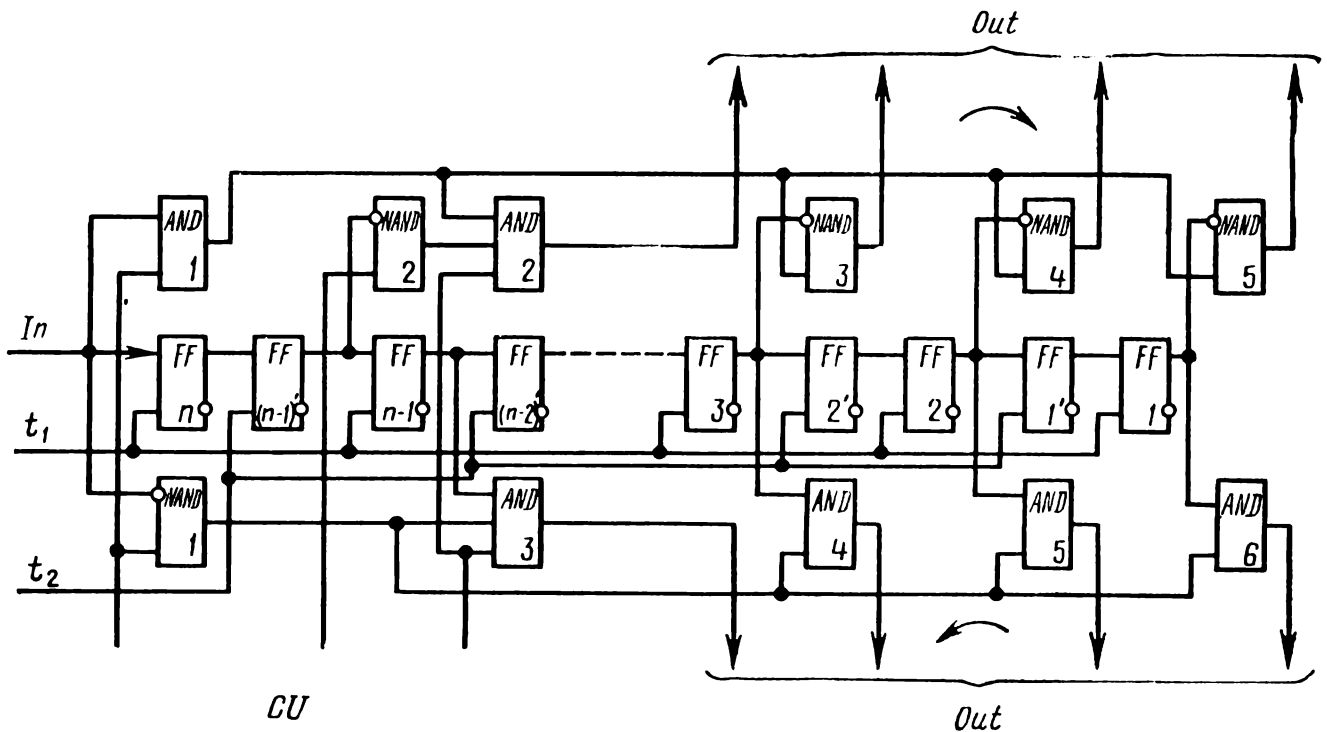 Out
AND 1
NAND 2
AND 2
NAND 3
NAND 4
NAND 5
In
FF n
FF (n-1)'
FF n-1
FF (n-2)'
FF 3
FF 2'
FF 2
FF 1'
FF 1
t₁
NAND 1
AND 3
AND 4
AND 5
AND 6
t₂
CU
Out